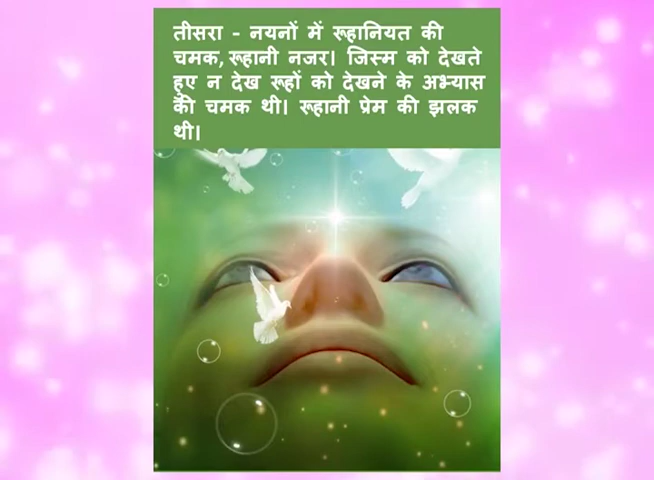 तीसरा - नयनों में रूहानियत की
चमक, रूहानी नजर। जिस्म को देखते
हुए न देख रूहों को देखने के अभ्यास
की चमक थी। रूहानी प्रेम की झलक
थी।